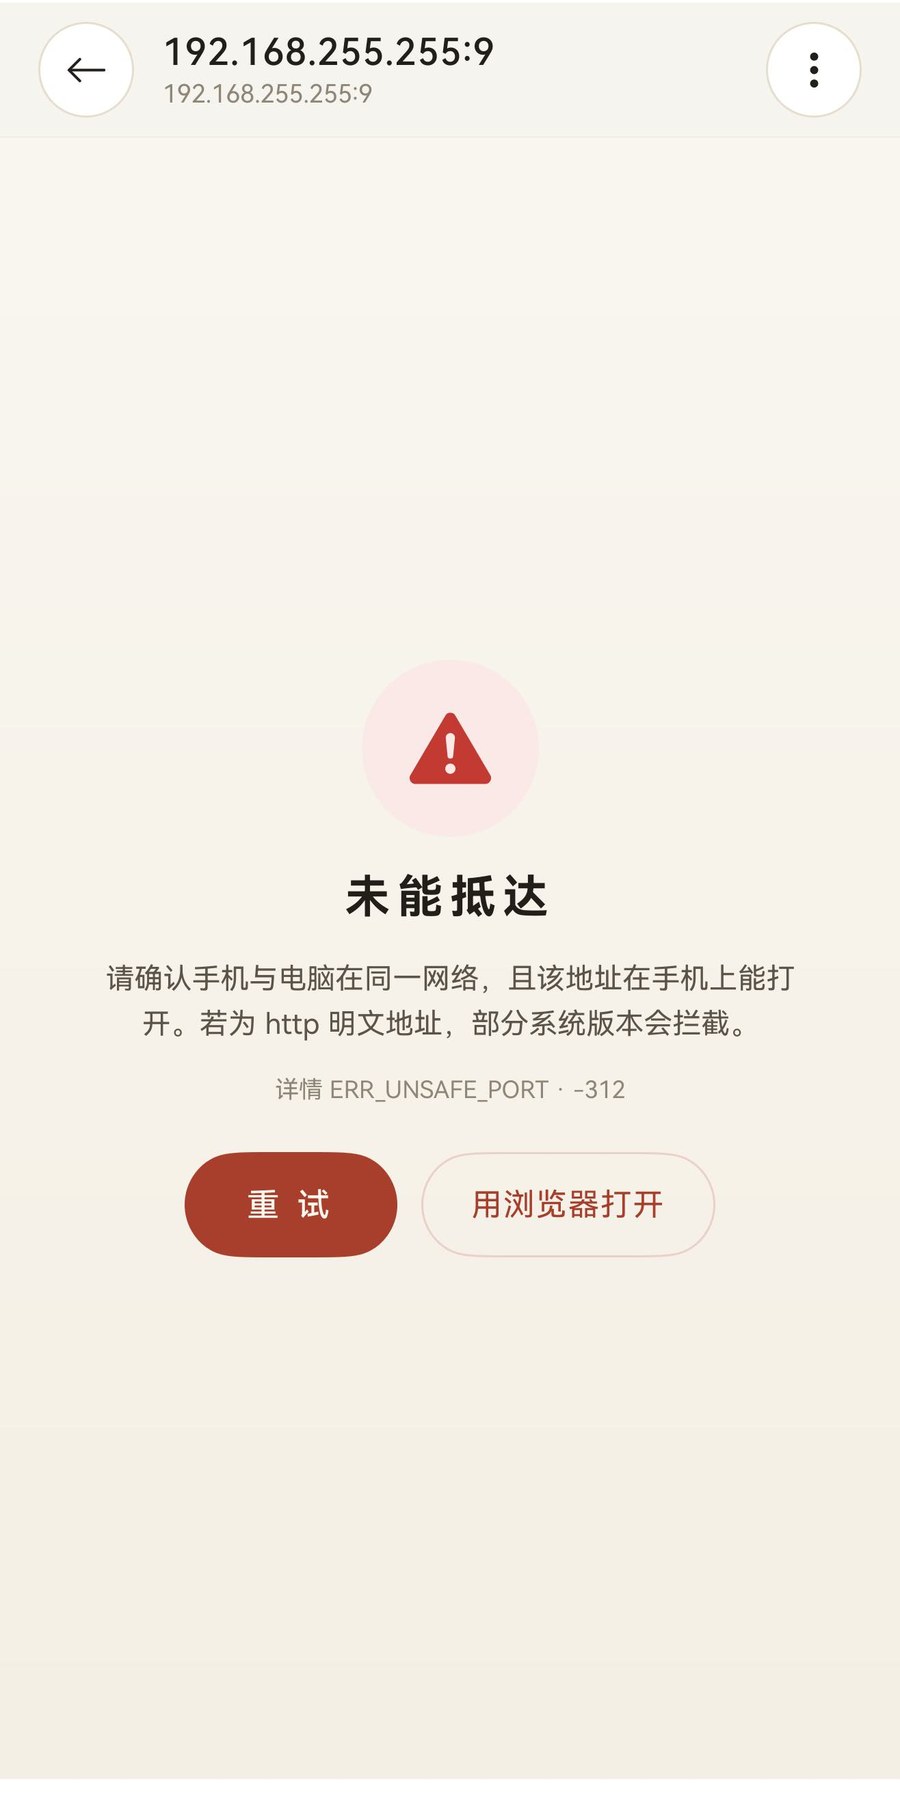 192.168.255.255:9
192.168.255.255:9
未能抵达
请确认手机与电脑在同一网络，且该地址在手机上能打
开。若为 http 明文地址，部分系统版本会拦截。
详情 ERR_UNSAFE_PORT · -312
重 试
用浏览器打开